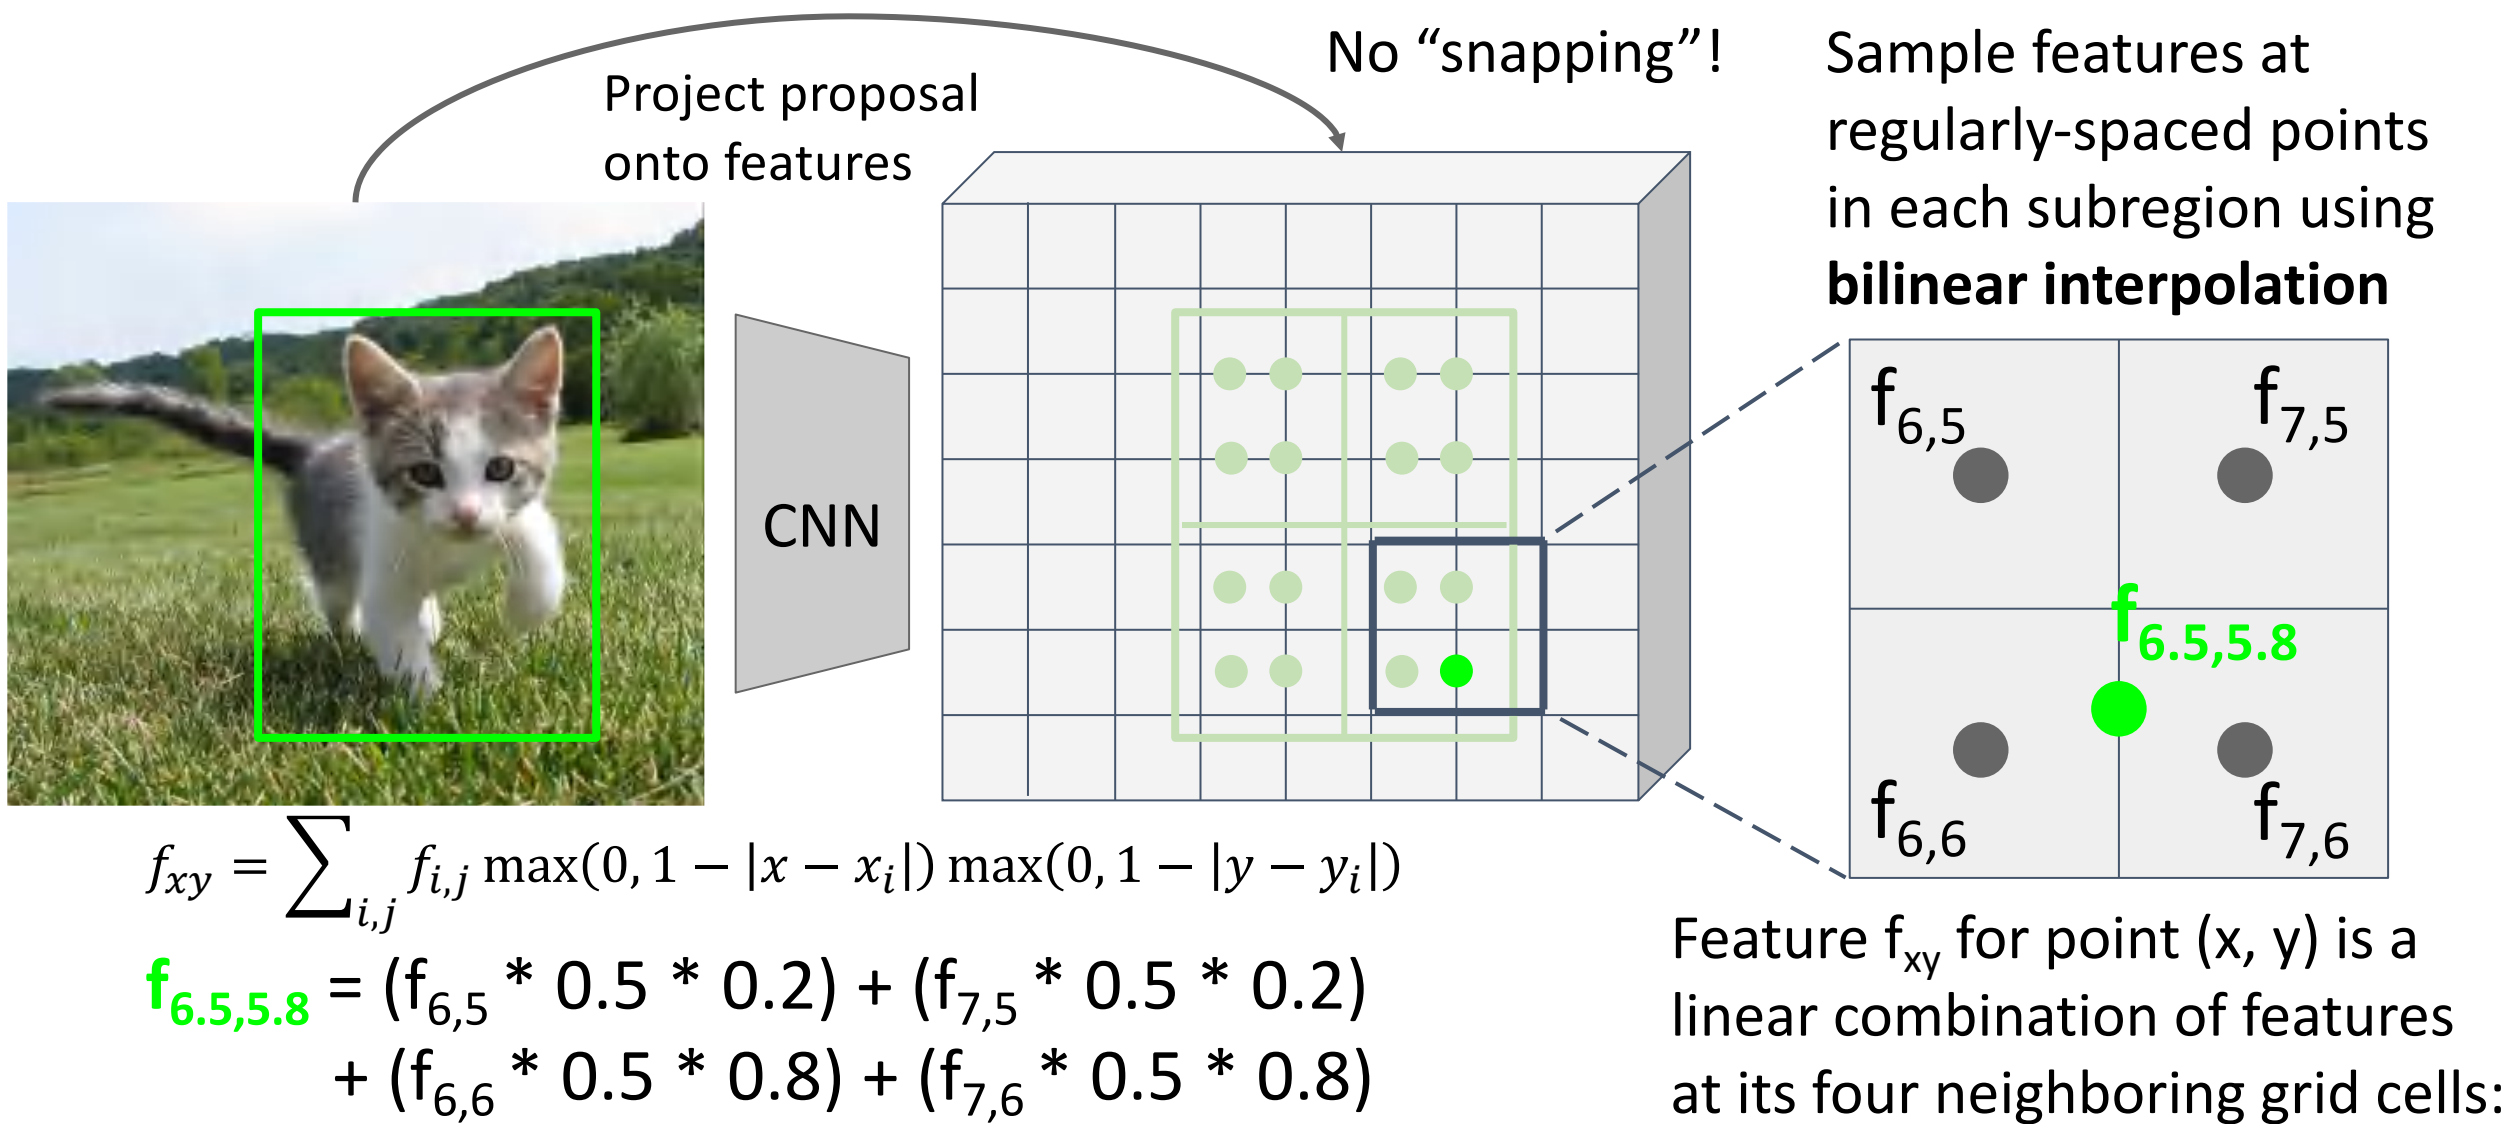 Project proposal
onto features
No “snapping”!
Sample features at
regularly-spaced points
in each subregion using
bilinear interpolation
CNN
f6,5
f7,5
f6.5,5.8
f6,6
f7,6
fxy = ∑i,j fi,j max(0, 1 − |x − xi|) max(0, 1 − |y − yi|)
f6.5,5.8 = (f6,5 * 0.5 * 0.2) + (f7,5 * 0.5 * 0.2)
+ (f6,6 * 0.5 * 0.8) + (f7,6 * 0.5 * 0.8)
Feature fxy for point (x, y) is a
linear combination of features
at its four neighboring grid cells: